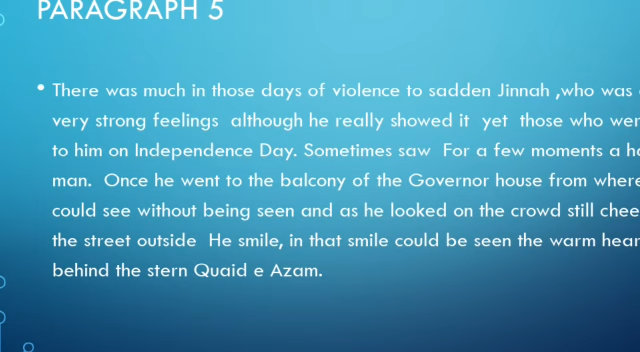 PARAGRAPH 5
• There was much in those days of violence to sadden Jinnah ,who was
very strong feelings although he really showed it yet those who
to him on Independence Day. Sometimes saw For a few moments a
man. Once he went to the balcony of the Governor house from where
could see without being seen and as he looked on the crowd still
the street outside He smile, in that smile could be seen the warm
behind the stern Quaid e Azam.